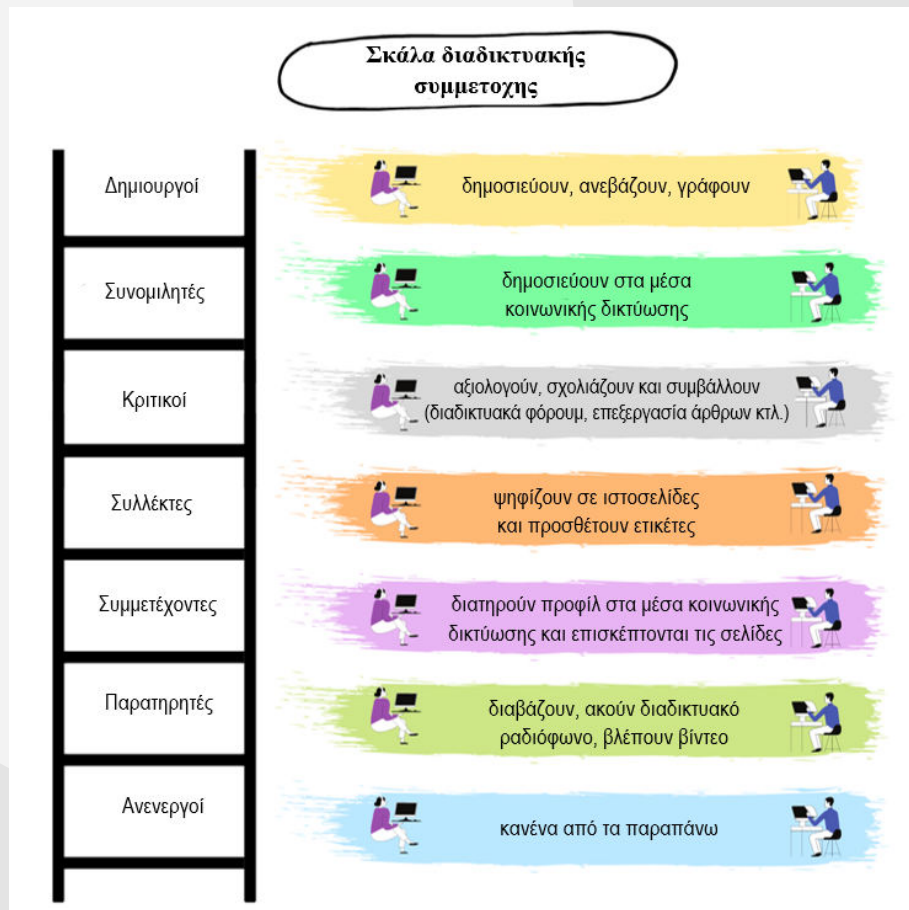 Σκάλα διαδικτυακής
συμμετοχης
Δημιουργοί
δημοσιεύουν, ανεβάζουν, γράφουν
Συνομιλητές
δημοσιεύουν στα μέσα
κοινωνικής δικτύωσης
Κριτικοί
αξιολογούν, σχολιάζουν και συμβάλλουν
(διαδικτυακά φόρουμ, επεξεργασία άρθρων κτλ.)
Συλλέκτες
ψηφίζουν σε ιστοσελίδες
και προσθέτουν ετικέτες
Συμμετέχοντες
διατηρούν προφίλ στα μέσα κοινωνικής
δικτύωσης και επισκέπτονται τις σελίδες
Παρατηρητές
διαβάζουν, ακούν διαδικτυακό
ραδιόφωνο, βλέπουν βίντεο
Ανενεργοί
κανένα από τα παραπάνω